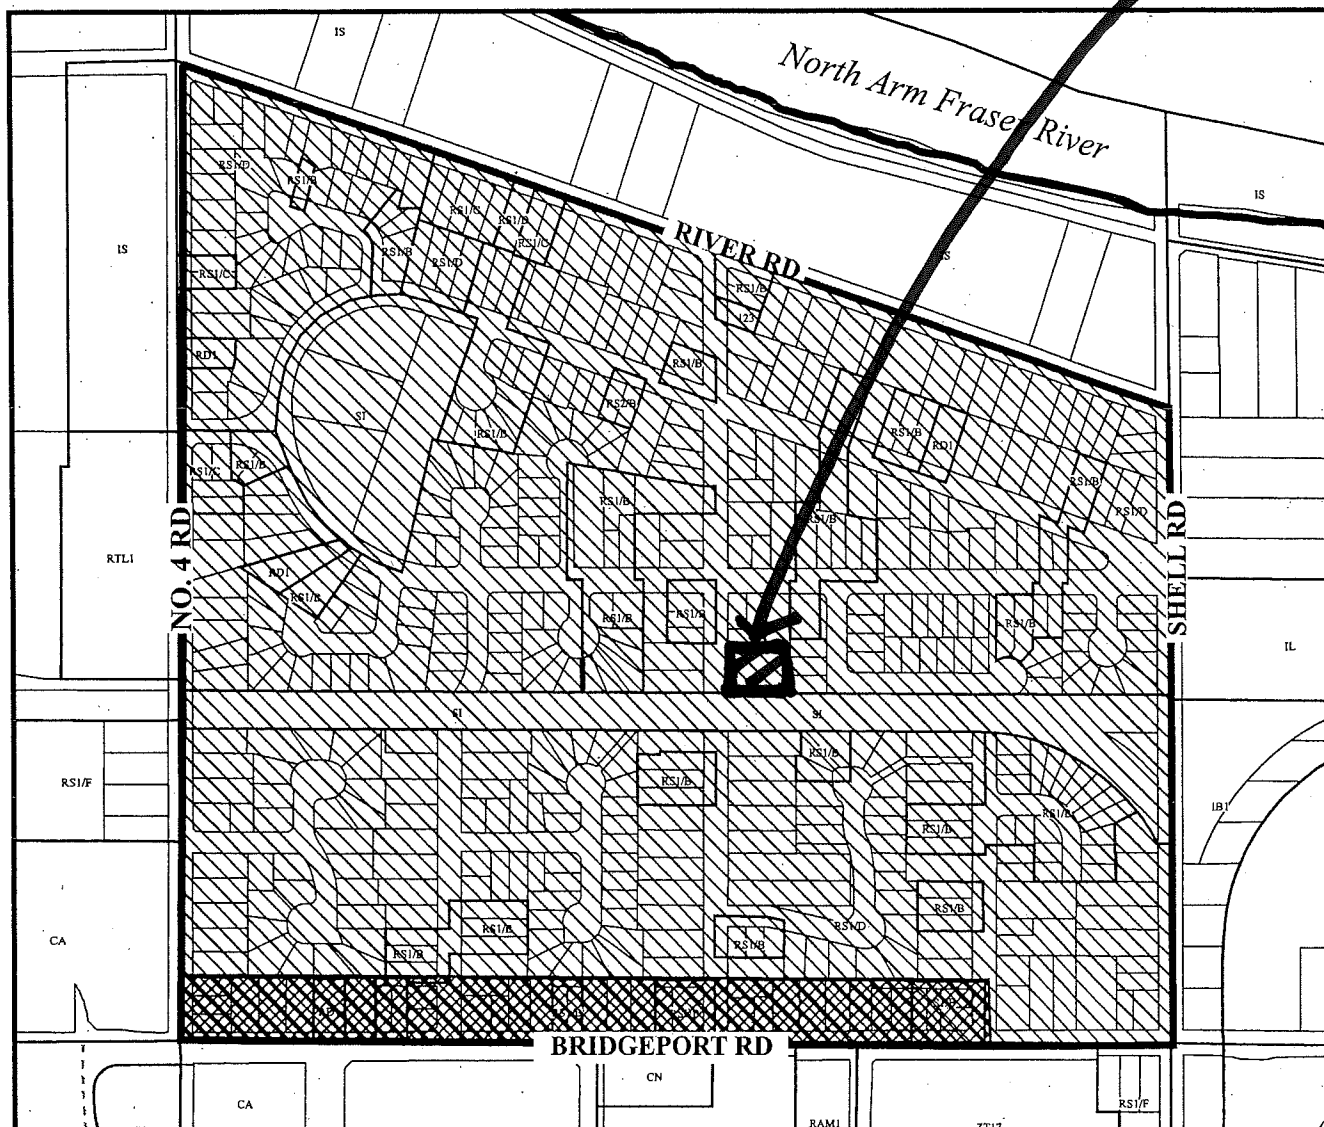 IS
North Arm Fraser River
IS
IS
RS1/D
RS1/B
RS1/C
RS1/D
RS1/C
RIVER RD
RS1/B
RS1/D
RS1/C
RS1/B
123
RD1
RS1/B
RS2/B
SI
RS1/B
RS1/B
RD1
RS1/C
RS1/B
RS1/B
RS1/D
RS1/B
RS1/B
NO. 4 RD
SHELL RD
RTL1
RD1
RS1/B
RS1/B
RS1/B
RS1/B
IL
SI
SI
RS1/F
RS1/B
RS1/B
RS1/B
IB1
RS1/B
CA
RS1/B
RS1/B
RS1/D
RS1/B
RS1/B
BRIDGEPORT RD
CN
CA
RS1/F
RAM1
ZT17